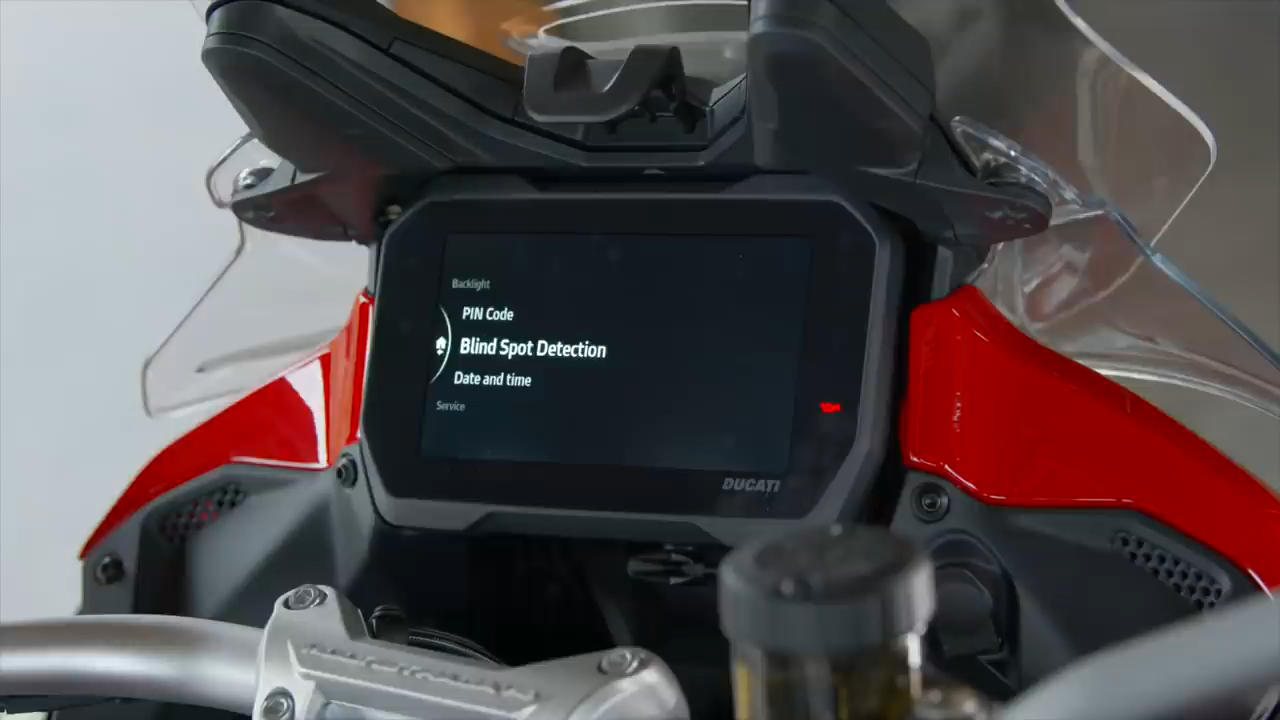 Backlight
PIN Code
Blind Spot Detection
Date and time
Service
DUCATI